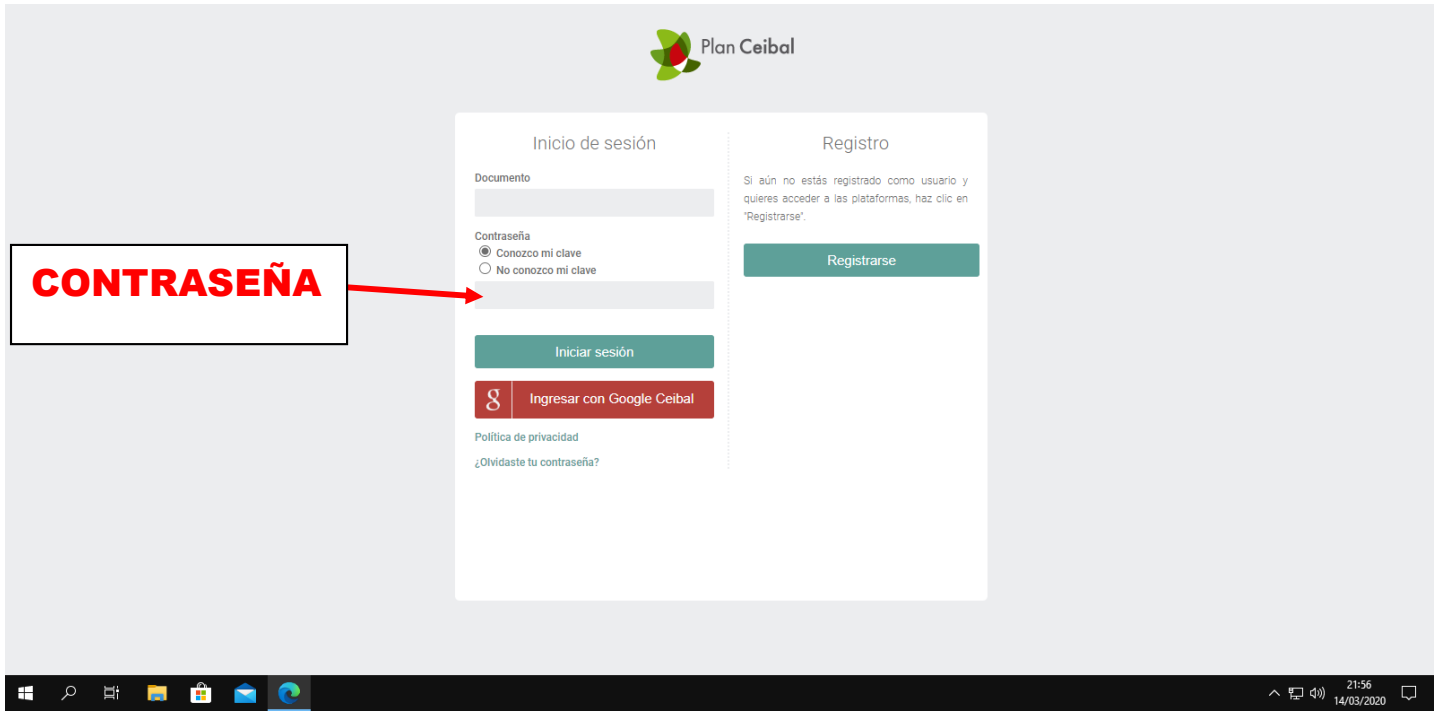 Plan Ceibal
Inicio de sesión
Documento
Contraseña
Conozco mi clave
No conozco mi clave
CONTRASEÑA
Iniciar sesión
g Ingresar con Google Ceibal
Política de privacidad
¿Olvidaste tu contraseña?
Registro
Si aún no estás registrado como usuario y
quieres acceder a las plataformas, haz clic en
"Registrarse".
Registrarse
21:56
14/03/2020